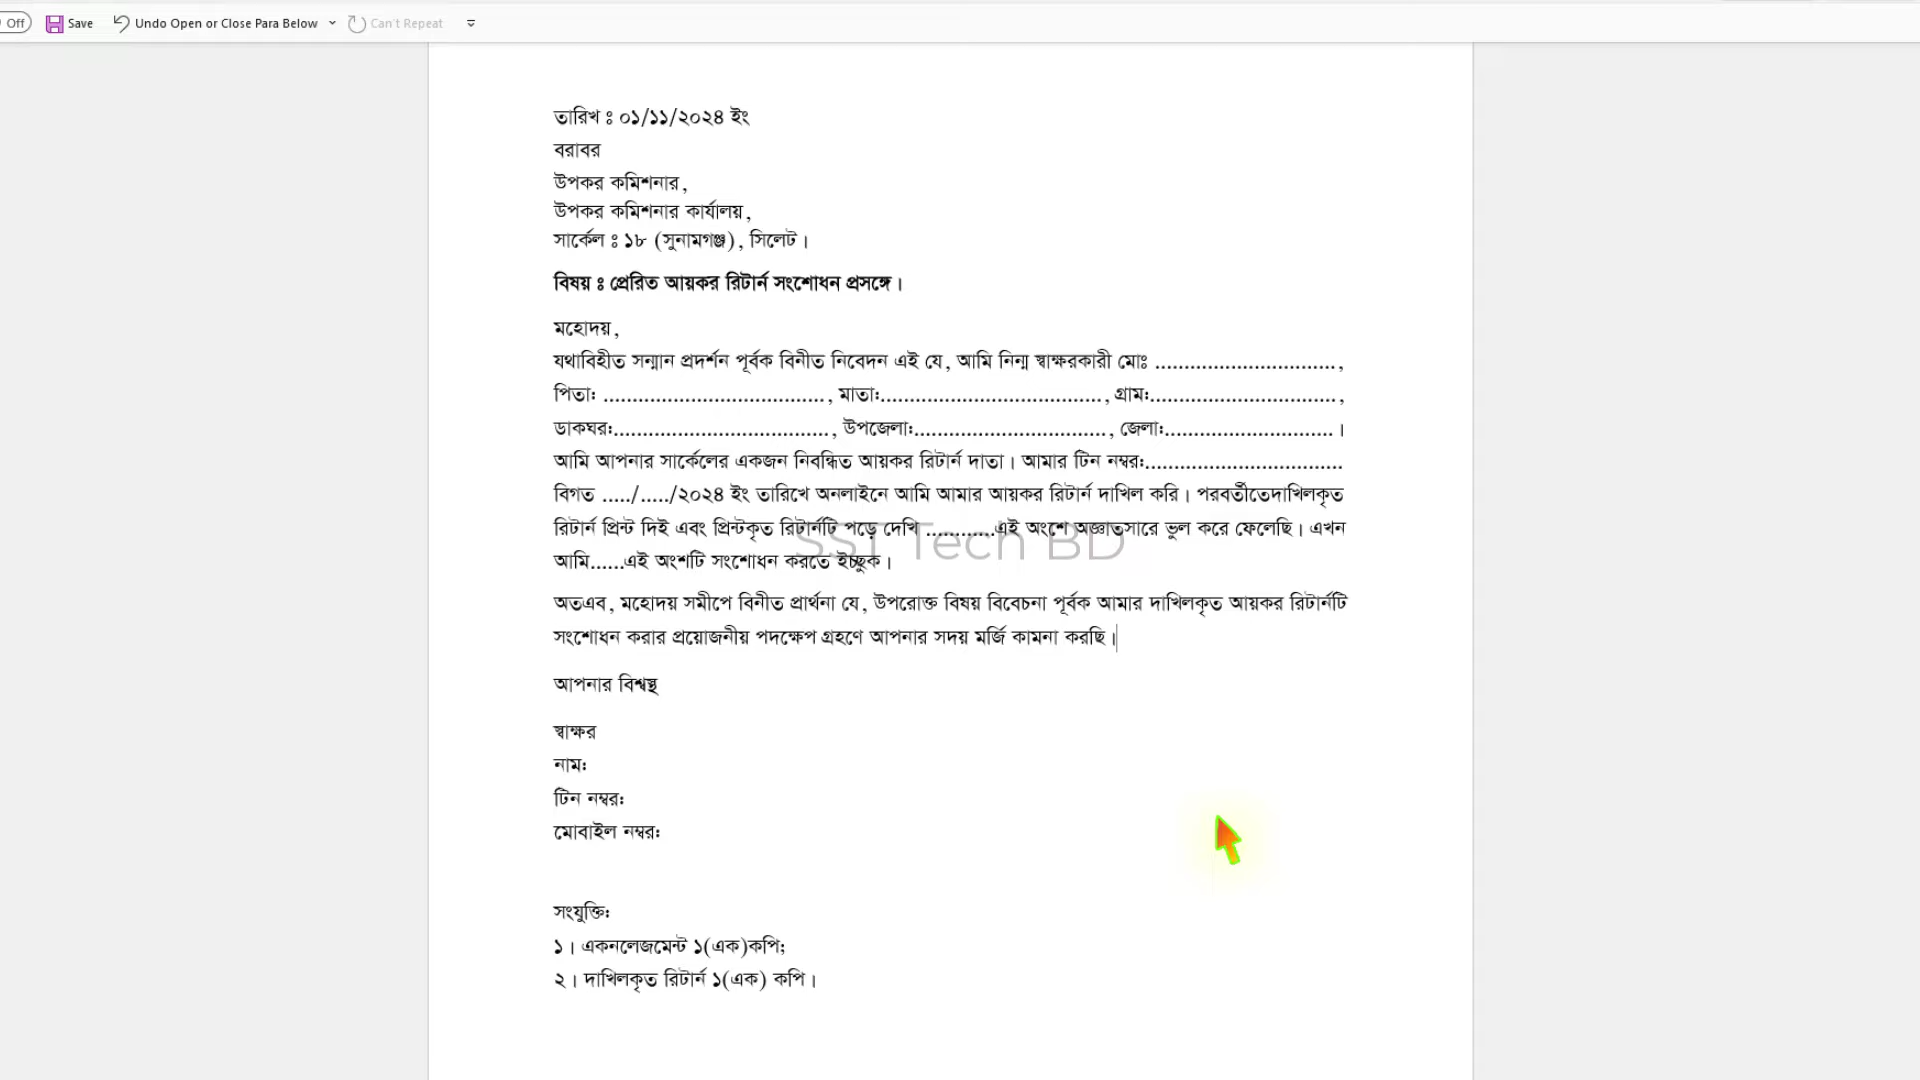 Off Save Undo Open or Close Para Below Can't Repeat
তারিখ ঃ ০১/১১/২০২৪ ইং
বরাবর
উপকর কমিশনার,
উপকর কমিশনার কার্যালয়,
সার্কেল ঃ ১৮ (সুনামগঞ্জ), সিলেট।
বিষয় ঃ প্রেরিত আয়কর রিটার্ন সংশোধন প্রসঙ্গে।
মহোদয়,
যথাবিহীত সন্মান প্রদর্শন পূর্বক বিনীত নিবেদন এই যে, আমি নিন্ম স্বাক্ষরকারী মোঃ ...............................,
পিতাঃ ......................................, মাতাঃ......................................, গ্রামঃ................................,
ডাকঘরঃ....................................., উপজেলাঃ................................., জেলাঃ.............................।
আমি আপনার সার্কেলের একজন নিবন্ধিত আয়কর রিটার্ন দাতা। আমার টিন নম্বরঃ..................................
বিগত ...../...../২০২৪ ইং তারিখে অনলাইনে আমি আমার আয়কর রিটার্ন দাখিল করি। পরবর্তীতেদাখিলকৃত
রিটার্ন প্রিন্ট দিই এবং প্রিন্টকৃত রিটার্নটি পড়ে দেখি ............এই অংশে অজ্ঞাতসারে ভুল করে ফেলেছি। এখন
SST Tech BD
আমি......এই অংশটি সংশোধন করতে ইচ্ছুক।
অতএব, মহোদয় সমীপে বিনীত প্রার্থনা যে, উপরোক্ত বিষয় বিবেচনা পূর্বক আমার দাখিলকৃত আয়কর রিটার্নটি
সংশোধন করার প্রয়োজনীয় পদক্ষেপ গ্রহণে আপনার সদয় মর্জি কামনা করছি।
আপনার বিশ্বস্থ
স্বাক্ষর
নামঃ
টিন নম্বরঃ
মোবাইল নম্বরঃ
সংযুক্তিঃ
১। একনলেজমেন্ট ১(এক)কপি;
২। দাখিলকৃত রিটার্ন ১(এক) কপি।